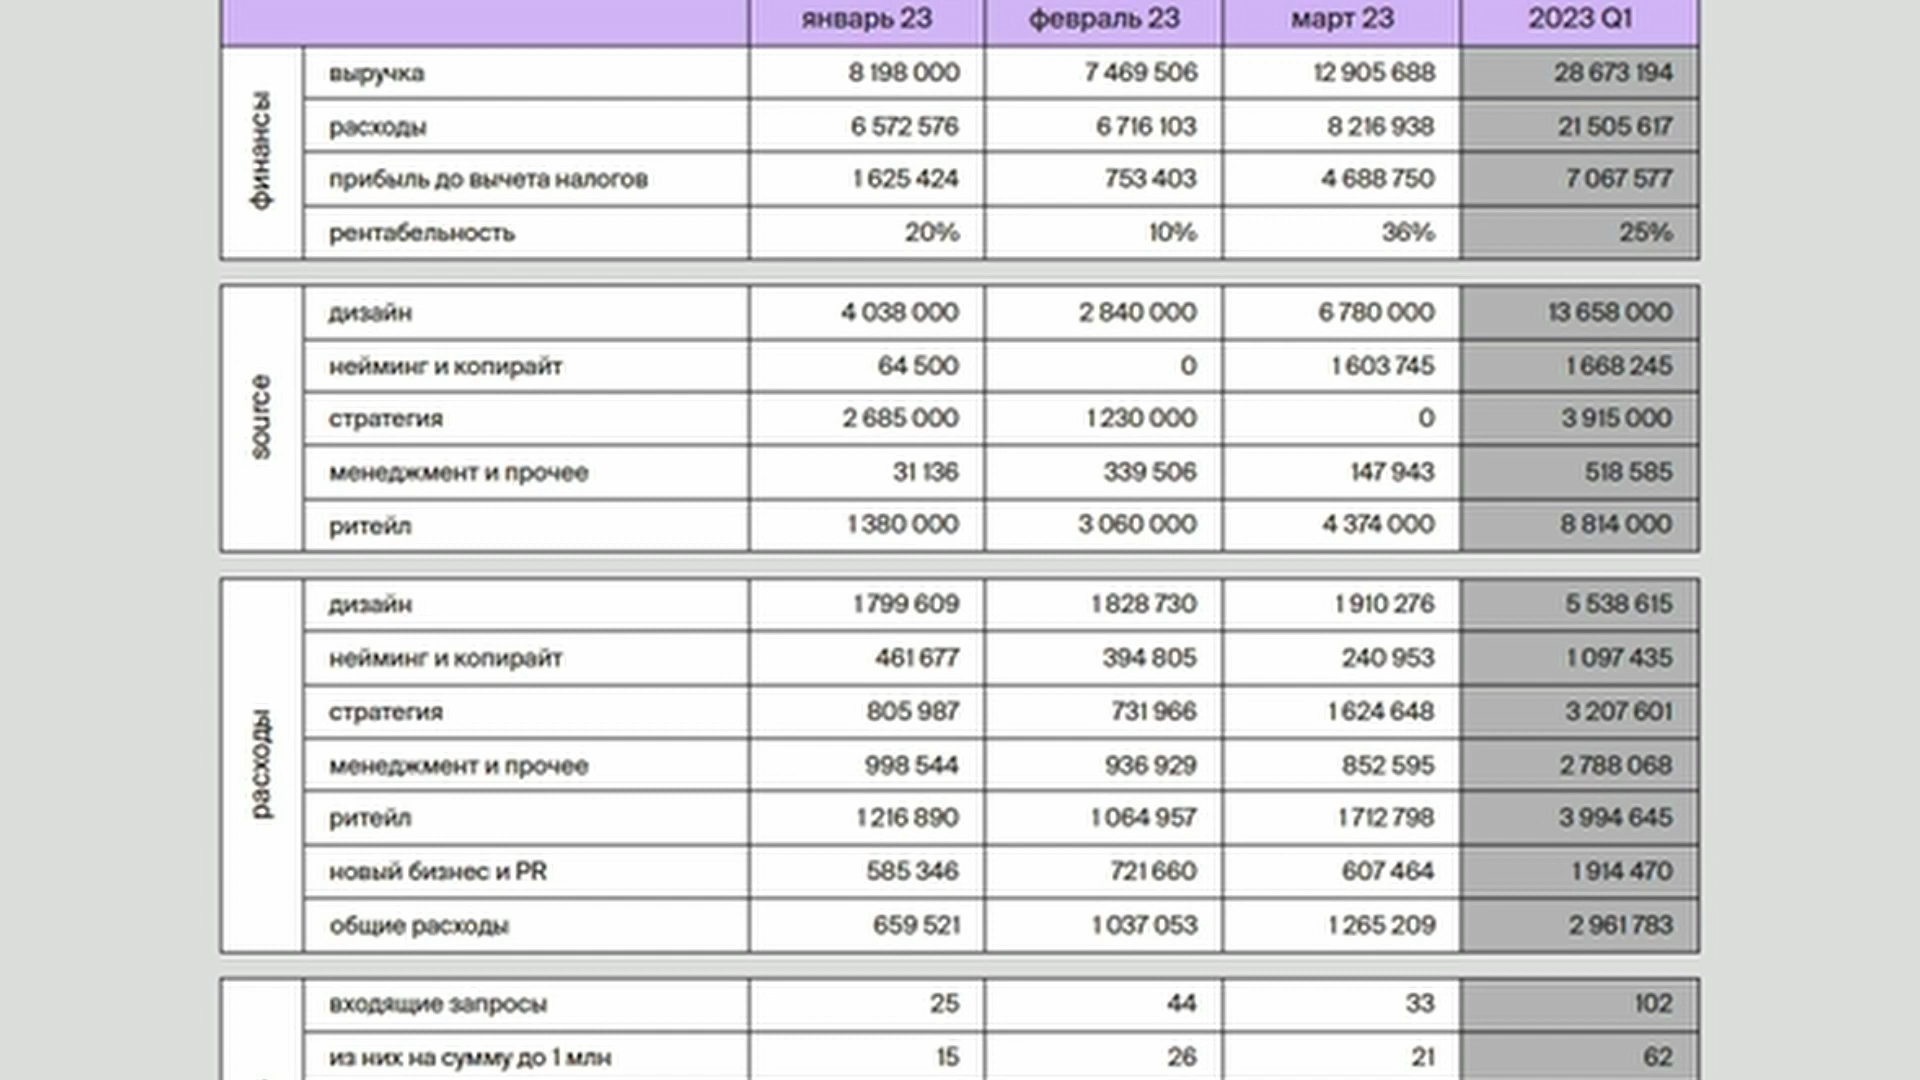 январь 23 февраль 23 март 23 2023 Q1
финансы
выручка 8 198 000 7 469 506 12 905 688 28 673 194
расходы 6 572 576 6 716 103 8 216 938 21 505 617
прибыль до вычета налогов 1 625 424 753 403 4 688 750 7 067 577
рентабельность 20% 10% 36% 25%
source
дизайн 4 038 000 2 840 000 6 780 000 13 658 000
нейминг и копирайт 64 500 0 1 603 745 1 668 245
стратегия 2 685 000 1 230 000 0 3 915 000
менеджмент и прочее 31 136 339 506 147 943 518 585
ритейл 1 380 000 3 060 000 4 374 000 8 814 000
расходы
дизайн 1 799 609 1 828 730 1 910 276 5 538 615
нейминг и копирайт 461 677 394 805 240 953 1 097 435
стратегия 805 987 731 966 1 624 648 3 207 601
менеджмент и прочее 998 544 936 929 852 595 2 788 068
ритейл 1 216 890 1 064 957 1 712 798 3 994 645
новый бизнес и PR 585 346 721 660 607 464 1 914 470
общие расходы 659 521 1 037 053 1 265 209 2 961 783
входящие запросы 25 44 33 102
из них на сумму до 1 млн 15 26 21 62